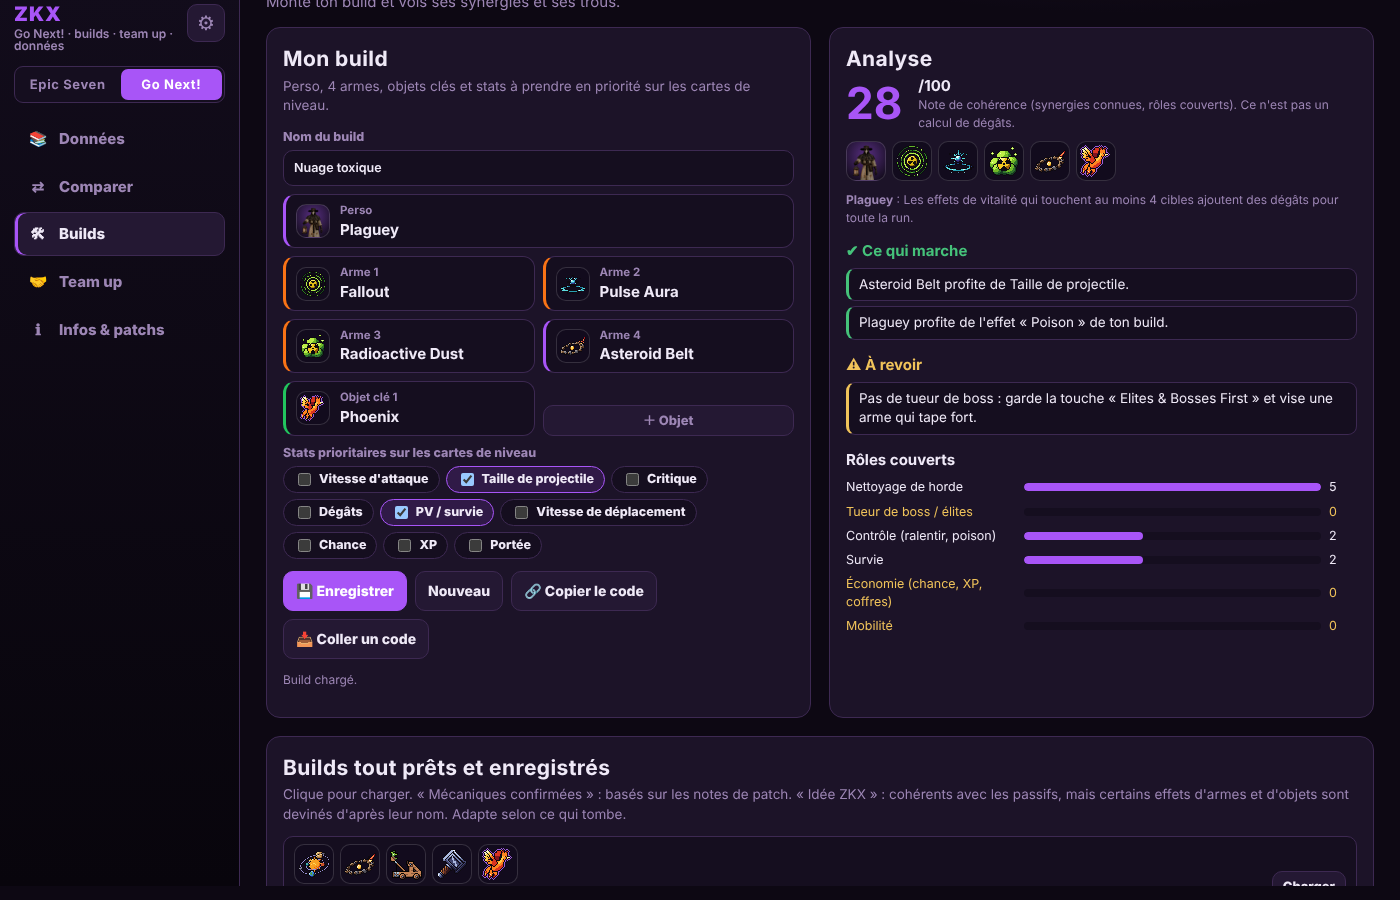 ZKX
Go Next! · builds · team up ·
données
Epic Seven
Go Next!
Données
Comparer
Builds
Team up
Infos & patchs
Monte ton build et vois ses synergies et ses trous.
Mon build
Perso, 4 armes, objets clés et stats à prendre en priorité sur les cartes de
niveau.
Nom du build
Nuage toxique
Perso
Plaguey
Arme 1
Fallout
Arme 2
Pulse Aura
Arme 3
Radioactive Dust
Arme 4
Asteroid Belt
Objet clé 1
Phoenix
+ Objet
Stats prioritaires sur les cartes de niveau
Vitesse d'attaque
Taille de projectile
Critique
Dégâts
PV / survie
Vitesse de déplacement
Chance
XP
Portée
💾 Enregistrer
Nouveau
🔗 Copier le code
📥 Coller un code
Build chargé.
Analyse
28
/100
Note de cohérence (synergies connues, rôles couverts). Ce n'est pas un
calcul de dégâts.
Plaguey : Les effets de vitalité qui touchent au moins 4 cibles ajoutent des dégâts pour
toute la run.
✔ Ce qui marche
Asteroid Belt profite de Taille de projectile.
Plaguey profite de l'effet « Poison » de ton build.
⚠ À revoir
Pas de tueur de boss : garde la touche « Elites & Bosses First » et vise une
arme qui tape fort.
Rôles couverts
Nettoyage de horde 5
Tueur de boss / élites 0
Contrôle (ralentir, poison) 2
Survie 2
Économie (chance, XP,
coffres) 0
Mobilité 0
Builds tout prêts et enregistrés
Clique pour charger. « Mécaniques confirmées » : basés sur les notes de patch. « Idée ZKX » : cohérents avec les passifs, mais certains effets d'armes et d'objets sont
devinés d'après leur nom. Adapte selon ce qui tombe.
Charger